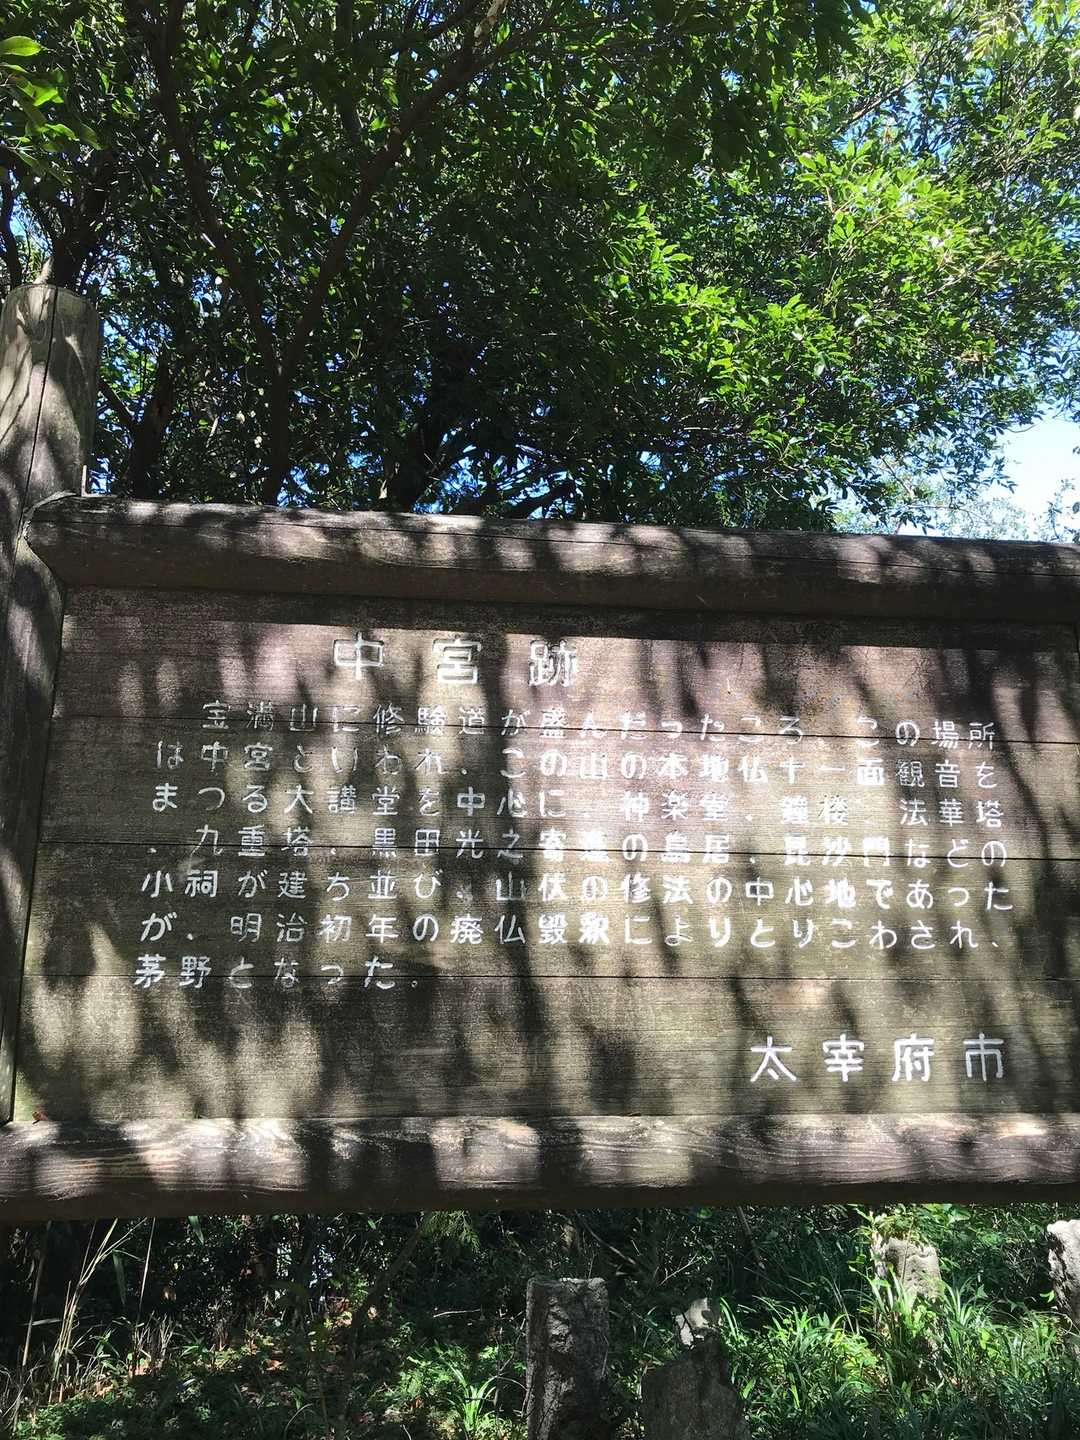 中宮跡
宝満山に修験道が盛んだったころ、この場所
は中宮といわれ、この山の本地仏十一面観音を
まつる大講堂を中心に、神楽堂、鐘楼、法華塔
、九重塔、黒田光之寄進の鳥居、毘沙門などの
小祠が建ち並び、山伏の修法の中心地であった
が、明治初年の廃仏毀釈によりとりこわされ、
茅野となった。
太宰府市